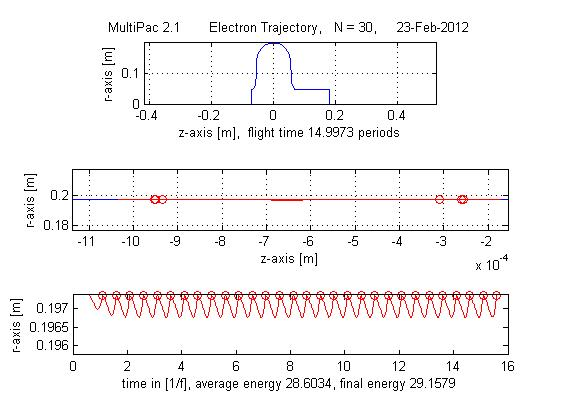 MultiPac 2.1 Electron Trajectory, N = 30, 23-Feb-2012
r-axis [m]
0.1
0
-0.4 -0.2 0 0.2 0.4
z-axis [m], flight time 14.9973 periods
r-axis [m]
0.2
0.18
-11 -10 -9 -8 -7 -6 -5 -4 -3 -2
z-axis [m]
x 10^-4
r-axis [m]
0.197
0.1965
0.196
0 2 4 6 8 10 12 14 16
time in [1/f], average energy 28.6034, final energy 29.1579